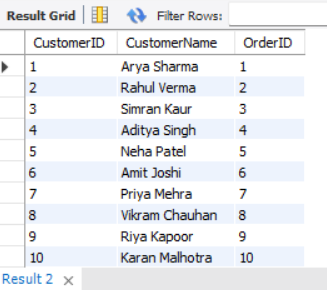 Result Grid Filter Rows:
CustomerID CustomerName OrderID
1 Arya Sharma 1
2 Rahul Verma 2
3 Simran Kaur 3
4 Aditya Singh 4
5 Neha Patel 5
6 Amit Joshi 6
7 Priya Mehra 7
8 Vikram Chauhan 8
9 Riya Kapoor 9
10 Karan Malhotra 10
Result 2 ×